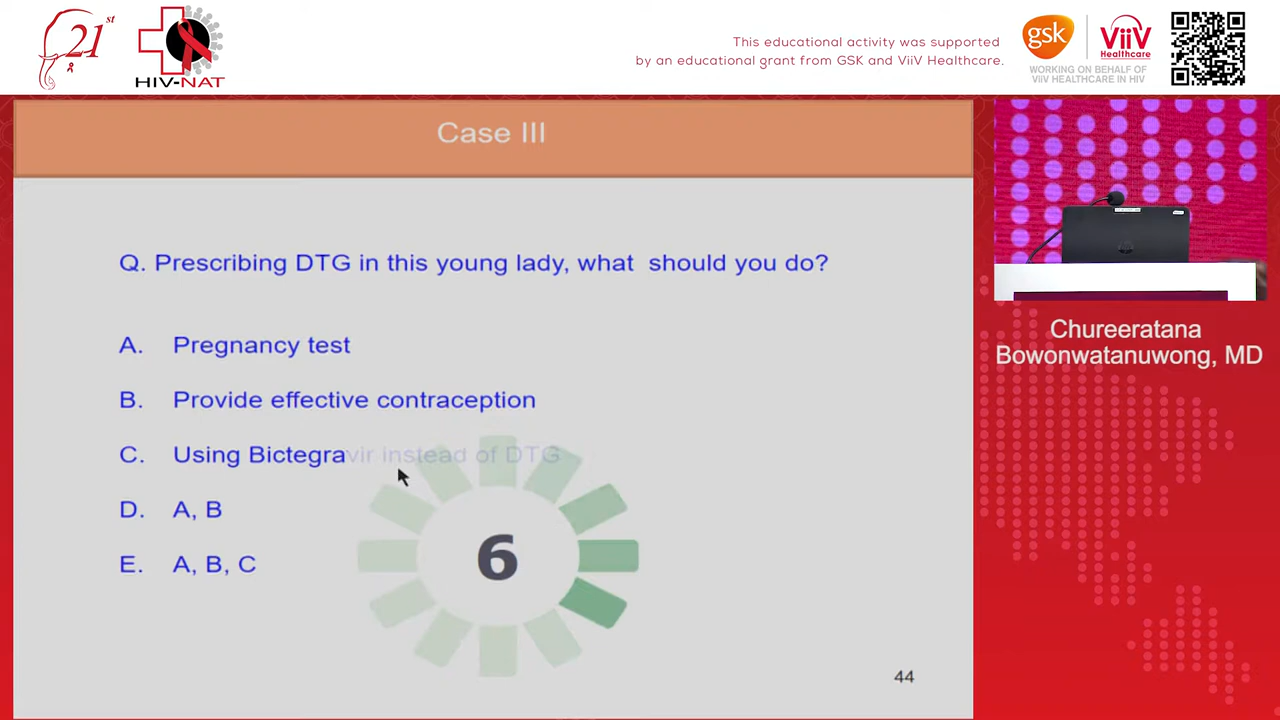 21st
HIV-NAT
This educational activity was supported
by an educational grant from GSK and ViiV Healthcare.
gsk
ViiV
Healthcare
WORKING ON BEHALF OF
VIIV HEALTHCARE IN HIV
Case III
Q. Prescribing DTG in this young lady, what should you do?
A. Pregnancy test
B. Provide effective contraception
C. Using Bictegravir instead of DTG
D. A, B
E. A, B, C
6
44
Chureeratana
Bowonwatanuwong, MD